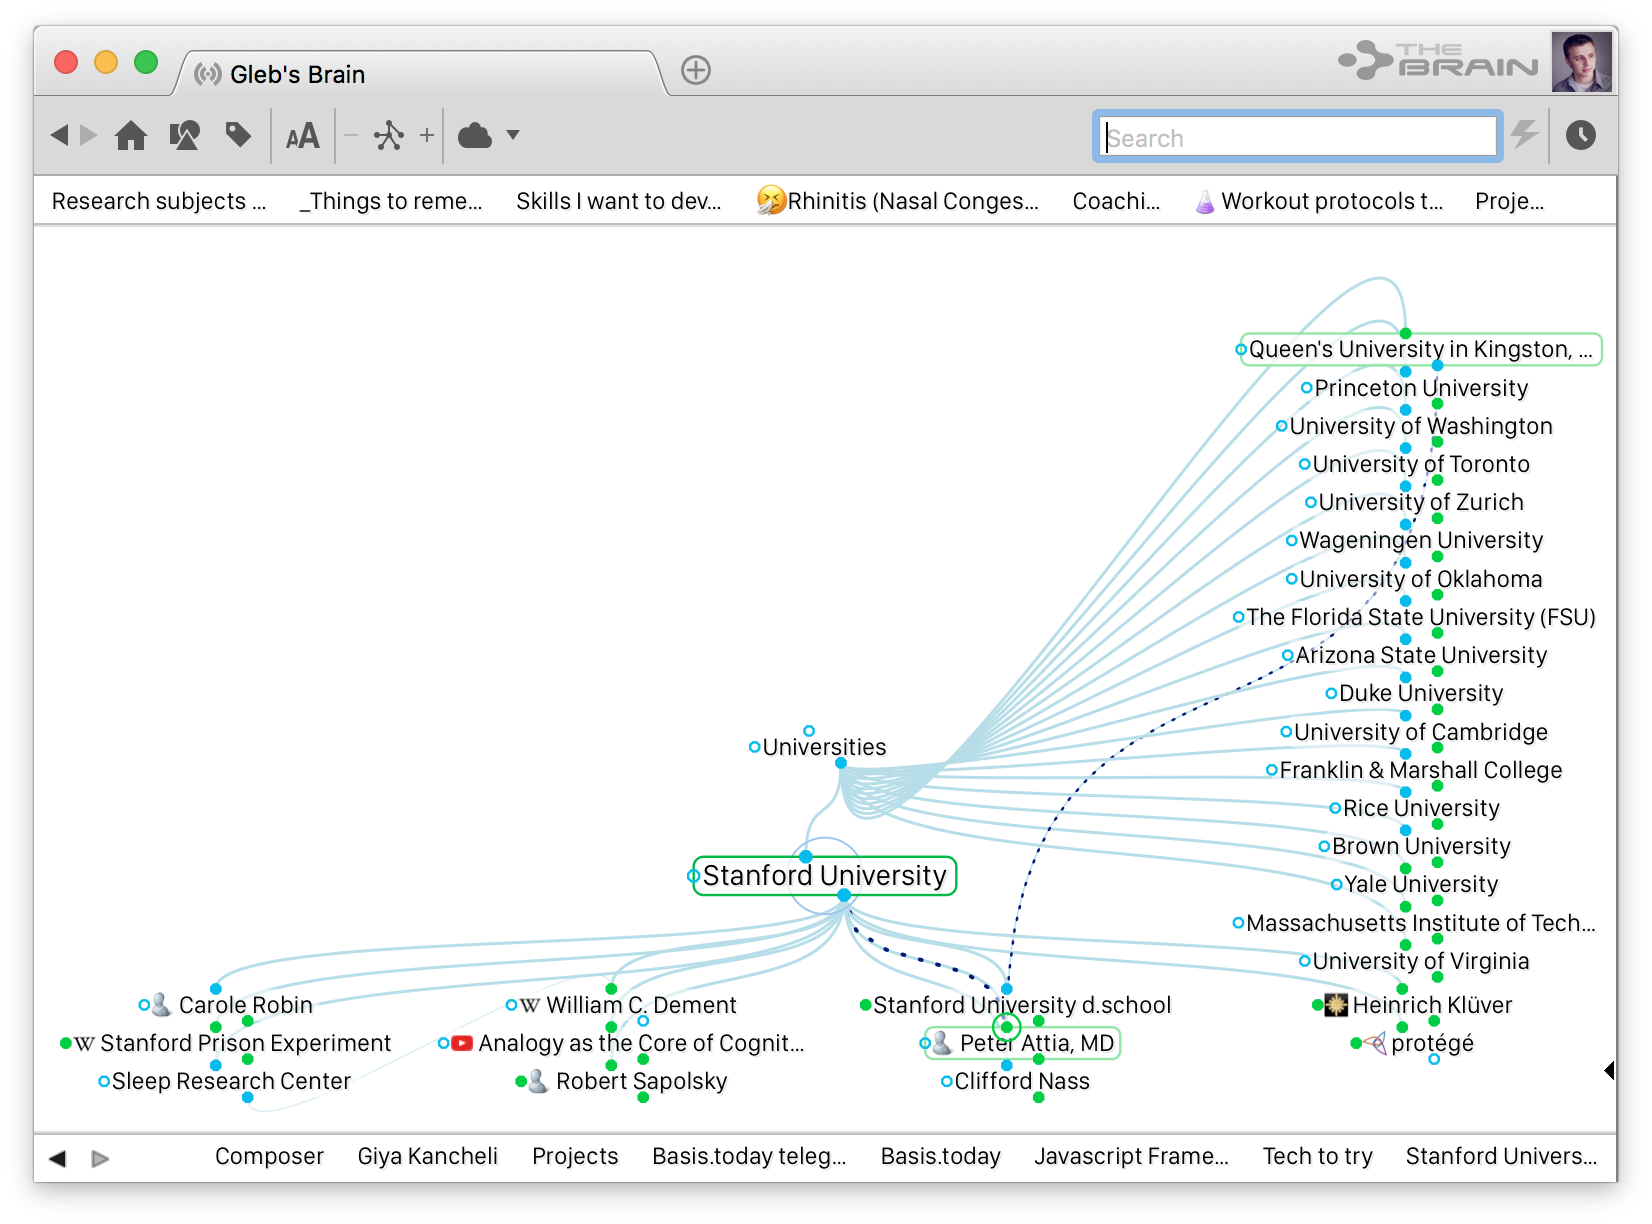 Gleb's Brain
THE BRAIN
AA
Search
Research subjects ...
_Things to reme...
Skills I want to dev...
Rhinitis (Nasal Conges...
Coachi...
Workout protocols t...
Proje...
Queen's University in Kingston, ...
Princeton University
University of Washington
University of Toronto
University of Zurich
Wageningen University
University of Oklahoma
The Florida State University (FSU)
Arizona State University
Duke University
University of Cambridge
Franklin & Marshall College
Rice University
Brown University
Yale University
Massachusetts Institute of Tech...
University of Virginia
Universities
Stanford University
Carole Robin
W Stanford Prison Experiment
Sleep Research Center
W William C. Dement
Analogy as the Core of Cognit...
Robert Sapolsky
Stanford University d.school
Peter Attia, MD
Clifford Nass
Heinrich Klüver
protégé
Composer
Giya Kancheli
Projects
Basis.today teleg...
Basis.today
Javascript Frame...
Tech to try
Stanford Univers...